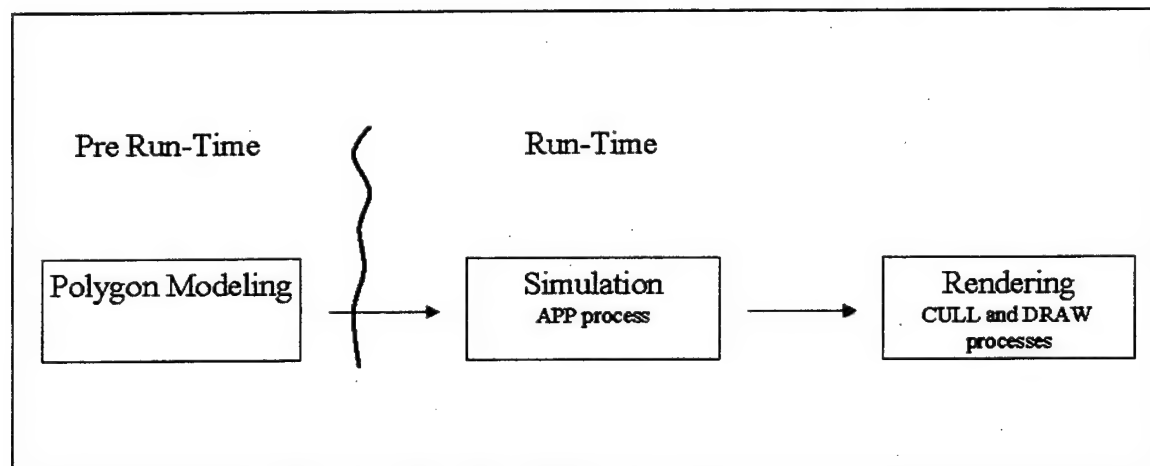 Pre Run-Time
Run-Time
Polygon Modeling
Simulation
APP process
Rendering
CULL and DRAW
processes